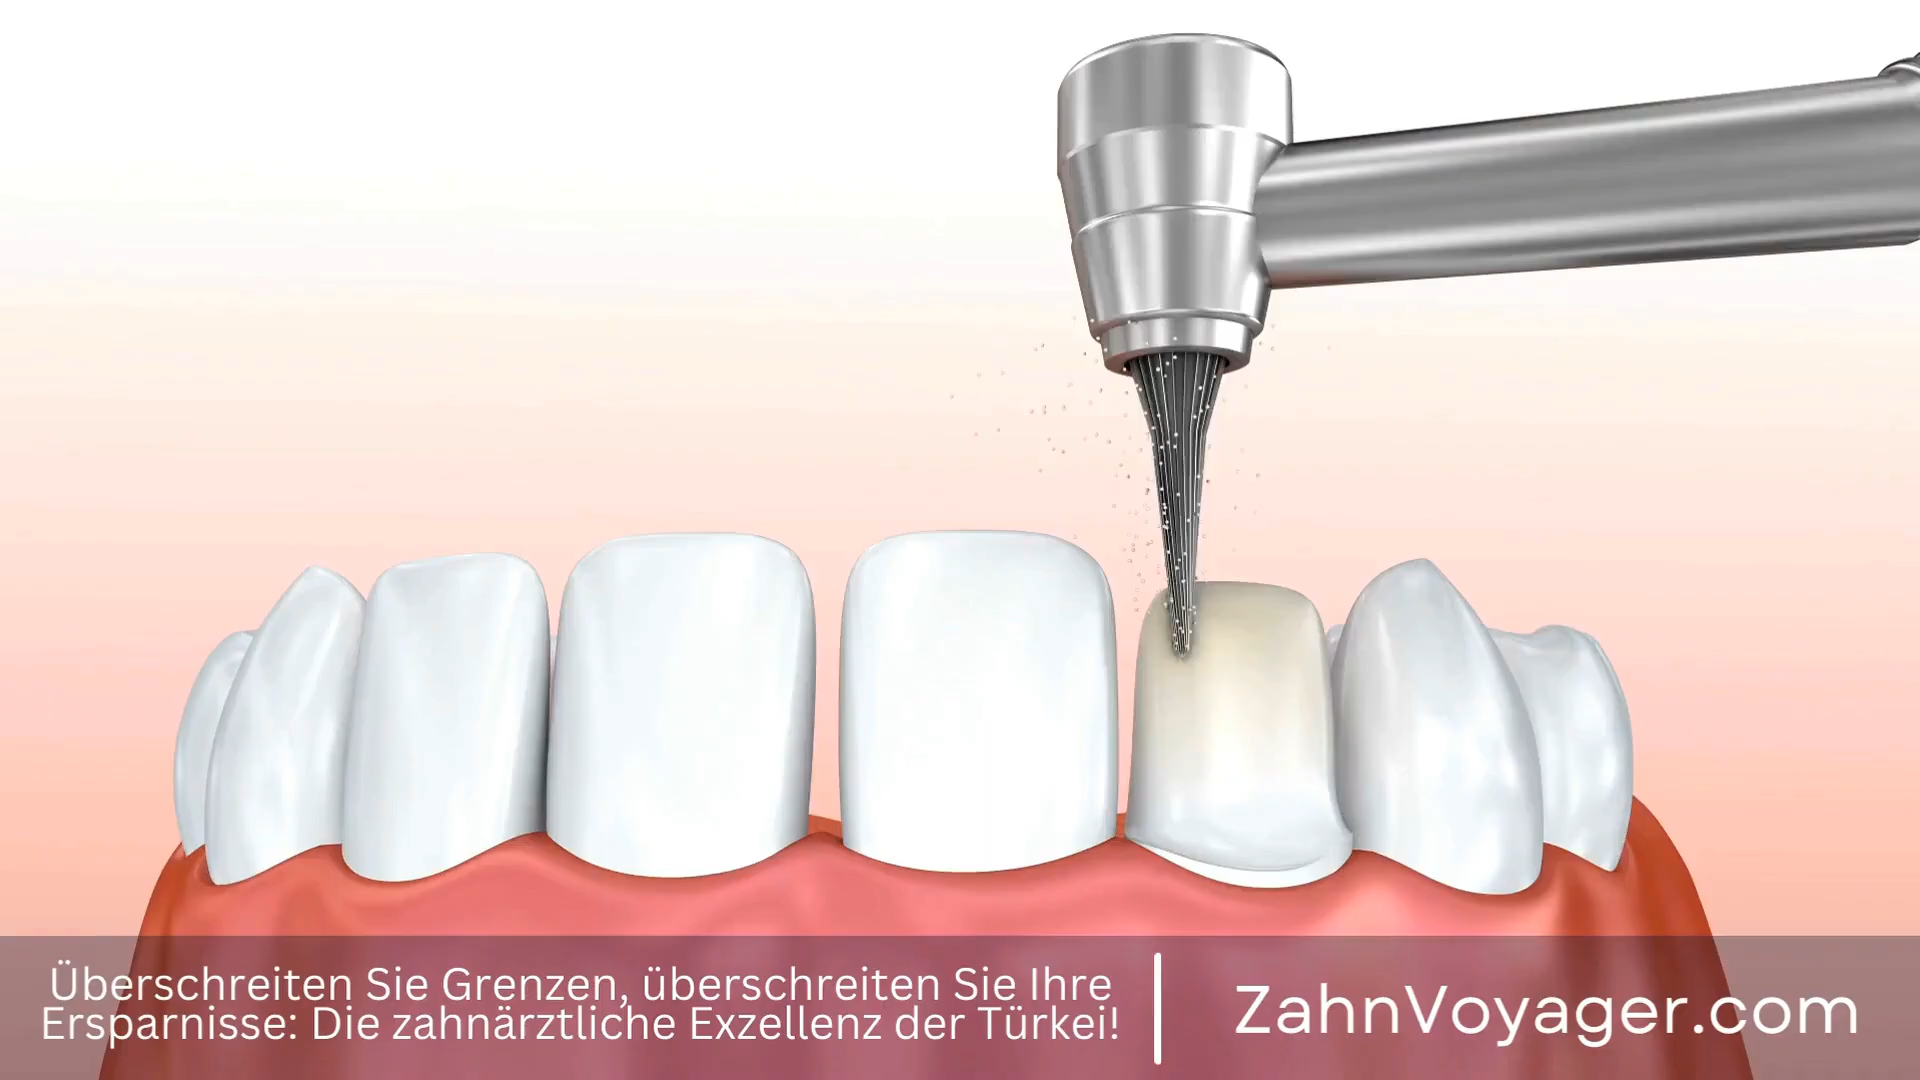 Überschreiten Sie Grenzen, überschreiten Sie Ihre
Ersparnisse: Die zahnärztliche Exzellenz der Türkei!
ZahnVoyager.com